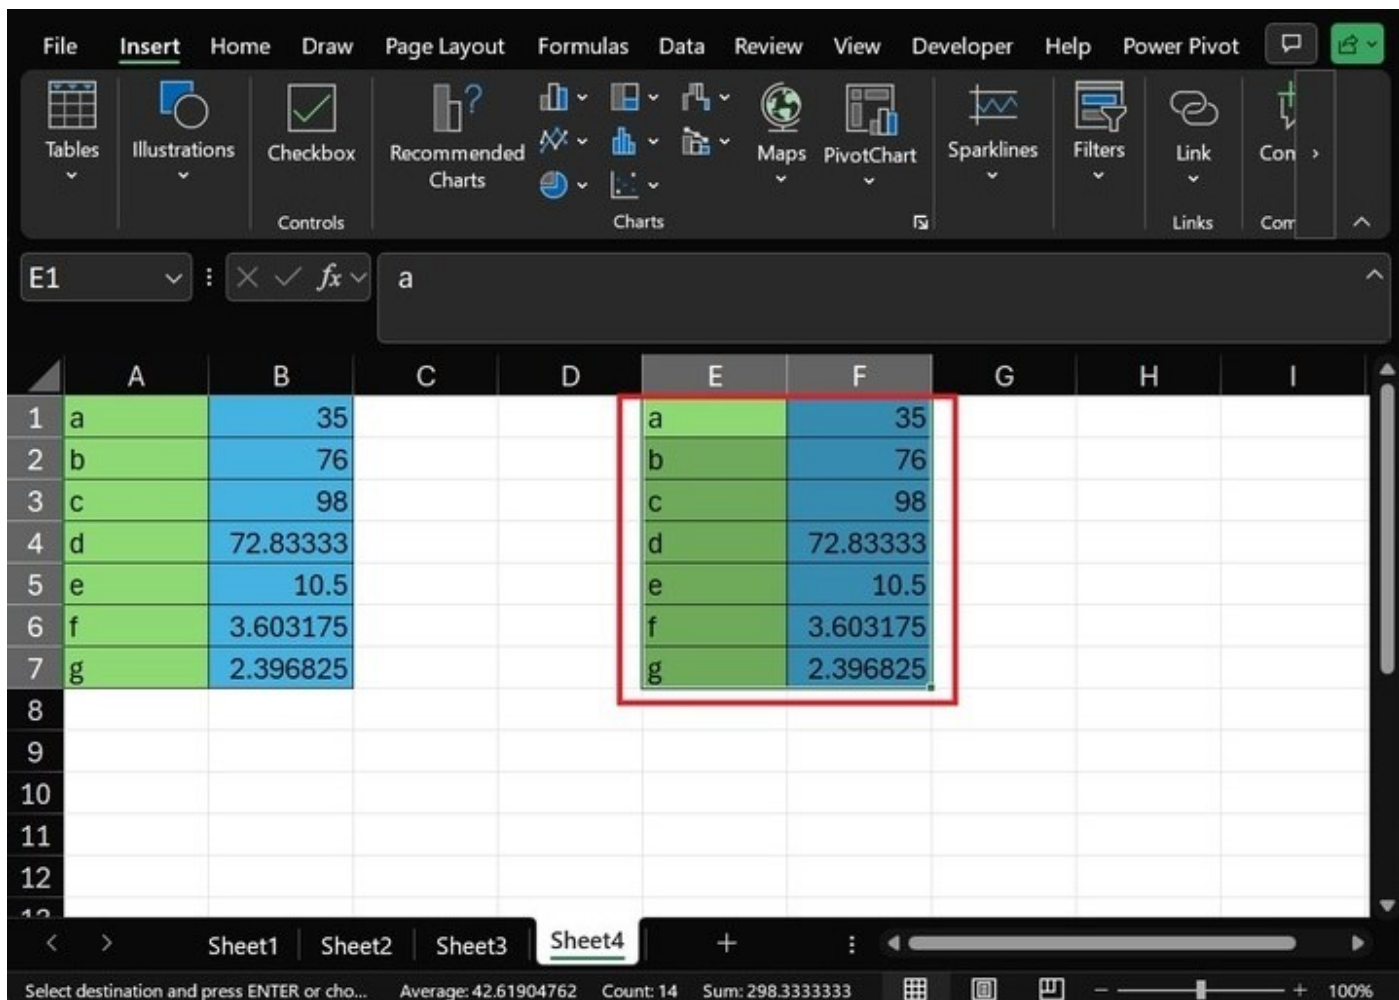 File Insert Home Draw Page Layout Formulas Data Review View Developer Help Power Pivot
Tables Illustrations Checkbox Recommended Charts Maps PivotChart Sparklines Filters Link Con
Controls Charts Links Com
E1 fx a
A B C D E F G H I
1 a 35 a 35
2 b 76 b 76
3 c 98 c 98
4 d 72.83333 d 72.83333
5 e 10.5 e 10.5
6 f 3.603175 f 3.603175
7 g 2.396825 g 2.396825
8
9
10
11
12
Sheet1 Sheet2 Sheet3 Sheet4
Select destination and press ENTER or cho... Average: 42.61904762 Count: 14 Sum: 298.3333333 100%